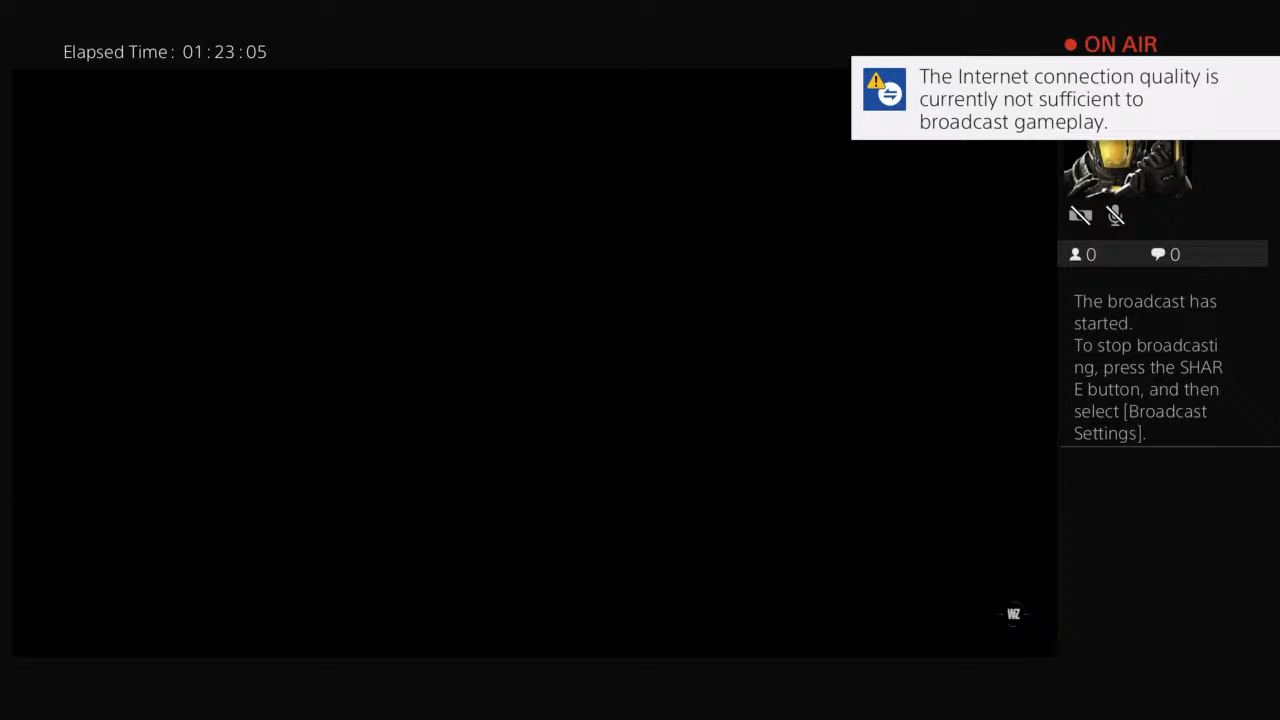 Elapsed Time: 01:23:05
ON AIR
The Internet connection quality is
currently not sufficient to
broadcast gameplay.
0
0
The broadcast has
started.
To stop broadcasti
ng, press the SHAR
E button, and then
select [Broadcast
Settings].
WZ